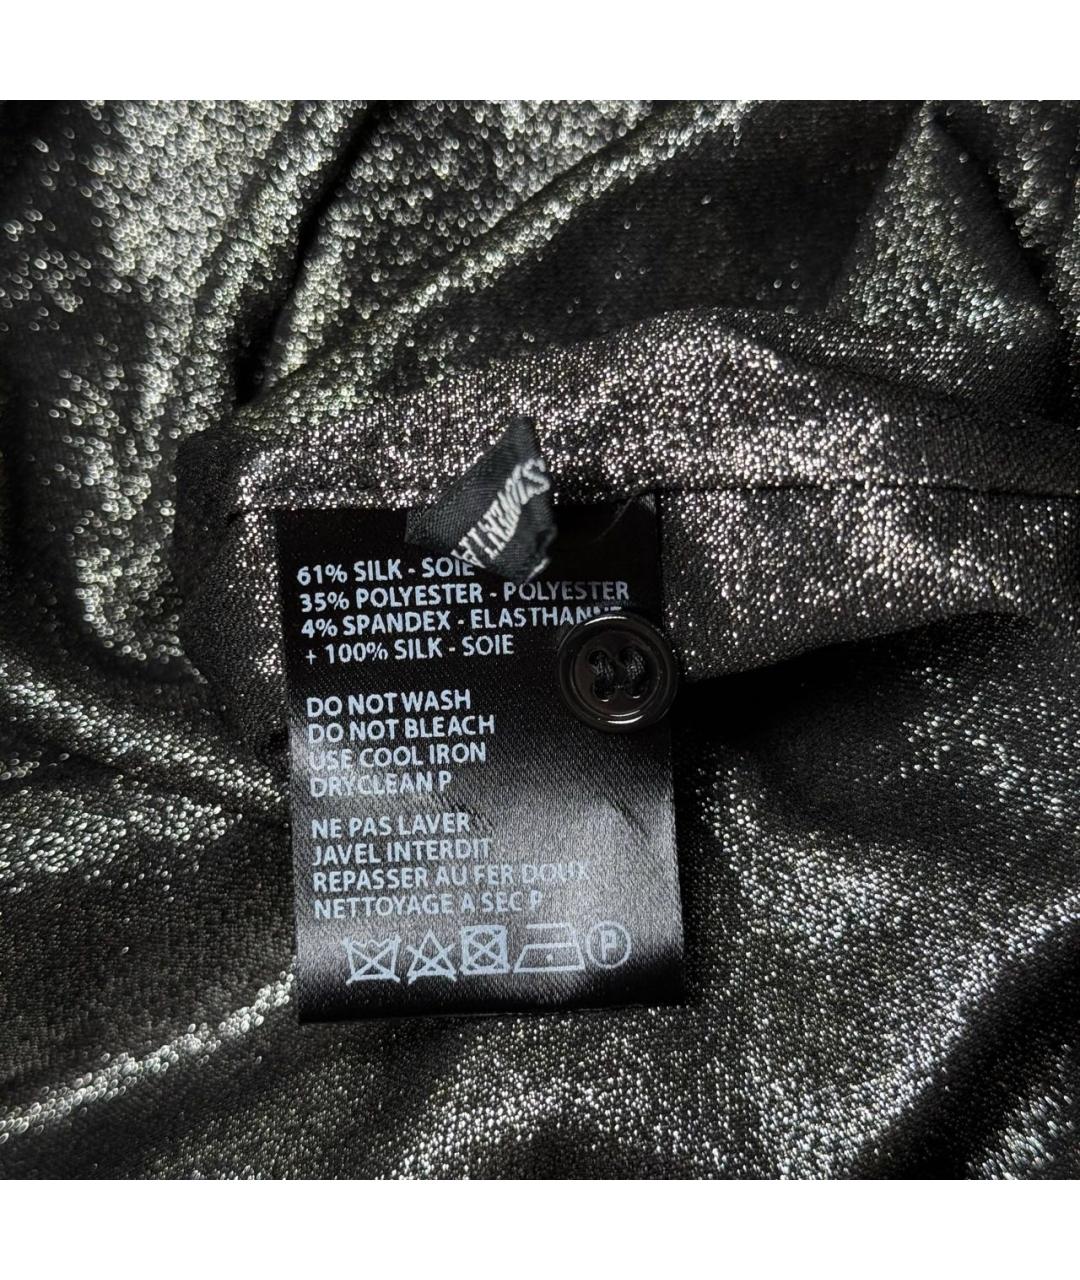 61% SILK - SOIE
35% POLYESTER - POLYESTER
4% SPANDEX - ELASTHANNE
+ 100% SILK - SOIE
DO NOT WASH
DO NOT BLEACH
USE COOL IRON
DRYCLEAN P
NE PAS LAVER
JAVEL INTERDIT
REPASSER AU FER DOUX
NETTOYAGE A SEC P
P